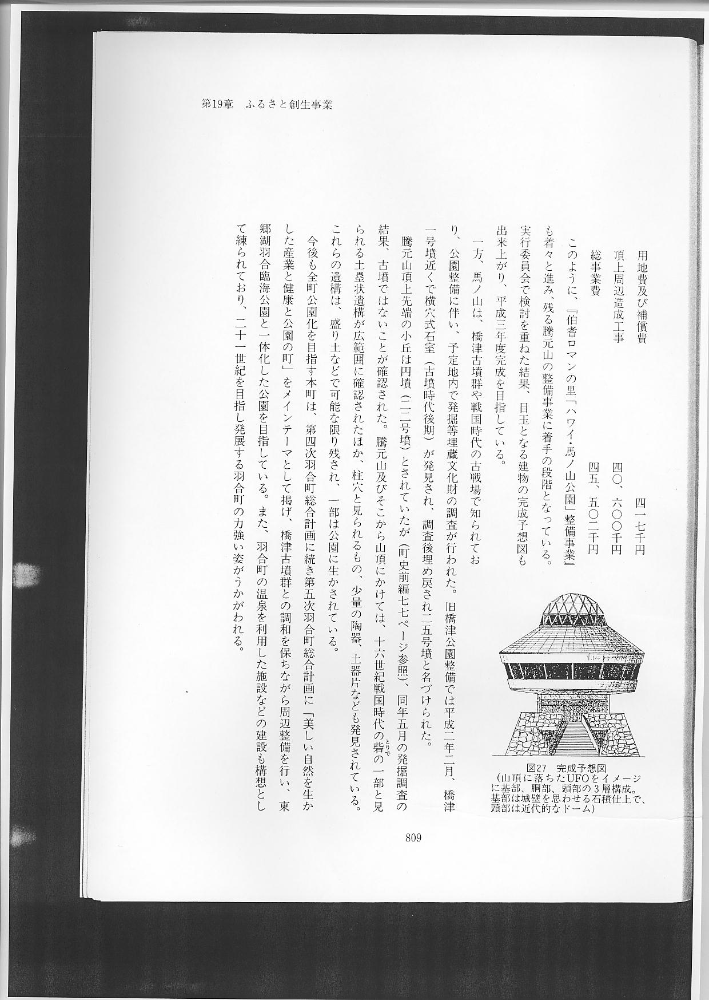 第19章　ふるさと創生事業
用地費及び補償費　四一七千円
頂上周辺造成工事　四〇、六〇〇千円
総事業費　四五、五〇二千円
このように、『伯耆ロマンの里「ハワイ・馬ノ山公園」整備事業』
も着々と進み、残る騰元山の整備事業に着手の段階となっている。
実行委員会で検討を重ねた結果、目玉となる建物の完成予想図も
出来上がり、平成三年度完成を目指している。
一方、馬ノ山は、橋津古墳群や戦国時代の古戦場で知られてお
り、公園整備に伴い、予定地内で発掘等埋蔵文化財の調査が行われた。旧橋津公園整備では平成二年二月、橋津
一号墳近くで横穴式石室（古墳時代後期）が発見され、調査後埋め戻され二五号墳と名づけられた。
騰元山頂上先端の小丘は円墳（二二号墳）とされていたが（町史前編七七ページ参照）、同年五月の発掘調査の
結果、古墳ではないことが確認された。騰元山及びそこから山頂にかけては、十六世紀戦国時代の砦の一部と見
とりで
られる土塁状遺構が広範囲に確認されたほか、柱穴と見られるもの、少量の陶器、土器片なども発見されている。
これらの遺構は、盛り土などで可能な限り残され、一部は公園に生かされている。
今後も全町公園化を目指す本町は、第四次羽合町総合計画に続き第五次羽合町総合計画に「美しい自然を生か
した産業と健康と公園の町」をメインテーマとして掲げ、橋津古墳群との調和を保ちながら周辺整備を行い、東
郷湖羽合臨海公園と一体化した公園を目指している。また、羽合町の温泉を利用した施設などの建設も構想とし
て練られており、二十一世紀を目指し発展する羽合町の力強い姿がうかがわれる。
図27　完成予想図
（山頂に落ちたUFOをイメージ
に基部、胴部、頭部の３層構成。
基部は城壁を思わせる石積仕上で、
頭部は近代的なドーム）
809